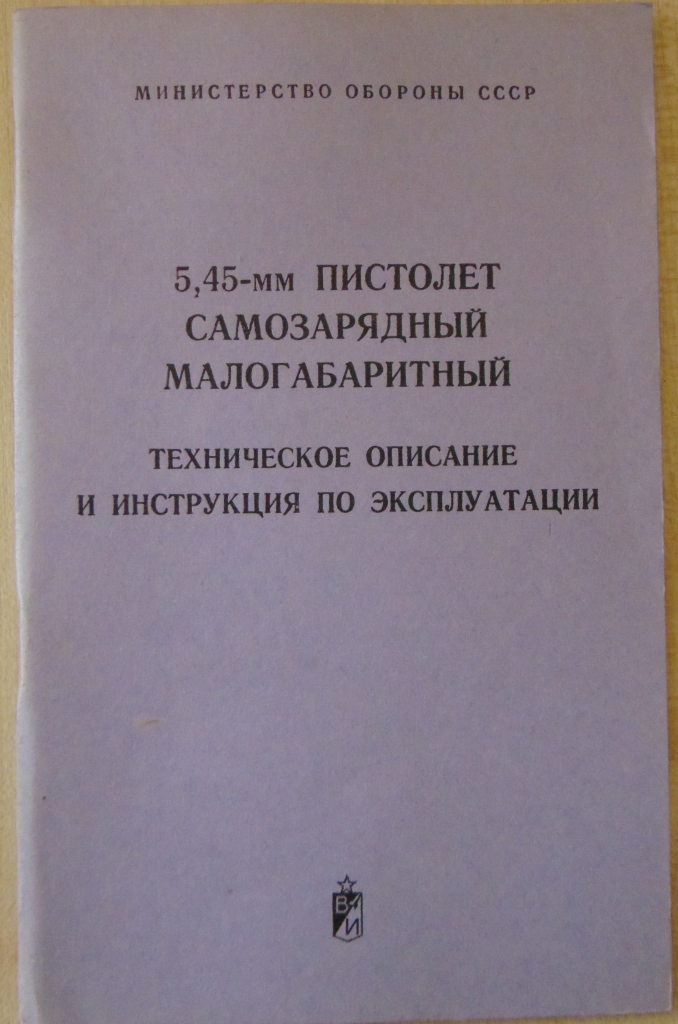 МИНИСТЕРСТВО ОБОРОНЫ СССР
5,45-мм ПИСТОЛЕТ
САМОЗАРЯДНЫЙ
МАЛОГАБАРИТНЫЙ
ТЕХНИЧЕСКОЕ ОПИСАНИЕ
И ИНСТРУКЦИЯ ПО ЭКСПЛУАТАЦИИ
В
И